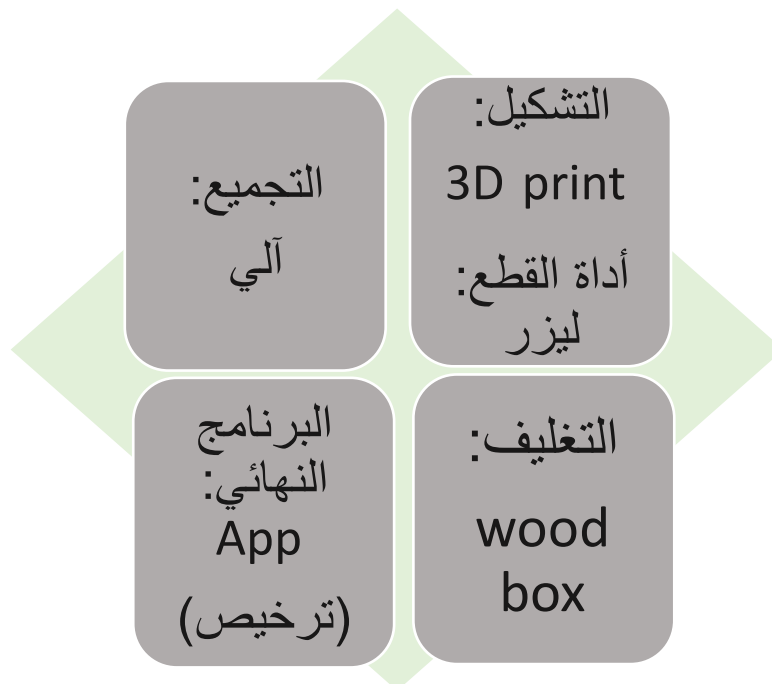 التشكيل:
3D print
أداة القطع:
ليزر
التجميع:
آلي
التغليف:
wood
box
البرنامج
النهائي:
App
(ترخيص)